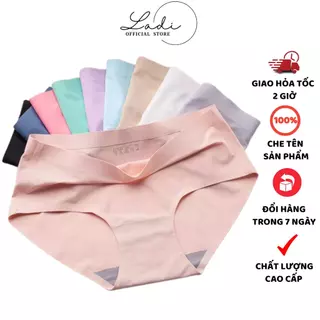 Ladi
OFFICIAL STORE
GIAO HỎA TỐC
2 GIỜ
100%
CHE TÊN
SẢN PHẨM
ĐỔI HÀNG
TRONG 7 NGÀY
CHẤT LƯỢNG
CAO CẤP